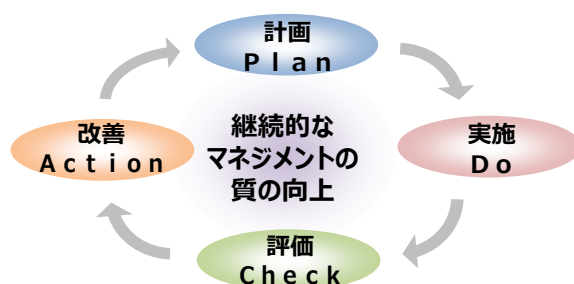 計画
Plan
実施
Do
評価
Check
改善
Action
継続的な
マネジメントの
質の向上